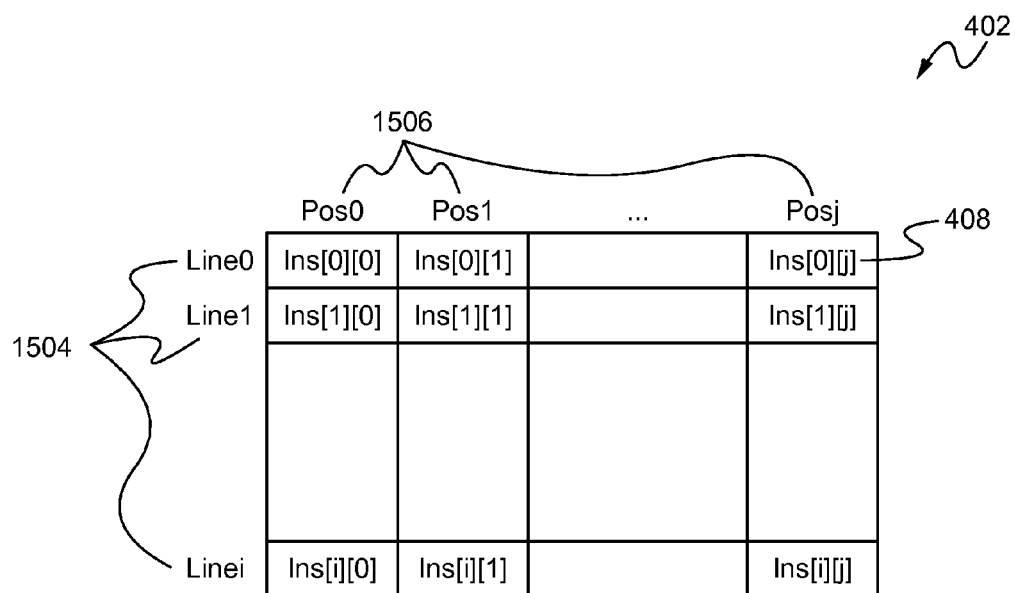 402
1506
Pos0 Pos1 ... Posj
408
Line0 Ins[0][0] Ins[0][1] Ins[0][j]
Line1 Ins[1][0] Ins[1][1] Ins[1][j]
1504
Linei Ins[i][0] Ins[i][1] Ins[i][j]